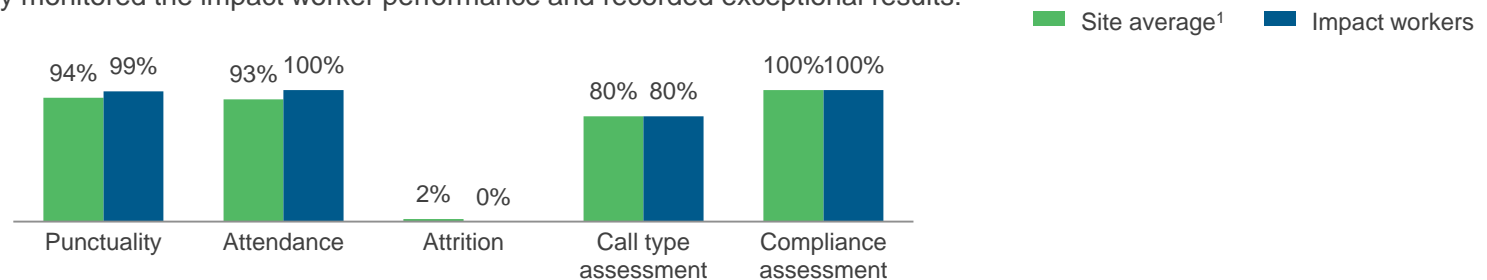 y monitored the impact worker performance and recorded exceptional results.
Site average¹ Impact workers
94% 99% 93% 100% 2% 0% 80% 80% 100%100%
Punctuality Attendance Attrition Call type Compliance
assessment assessment